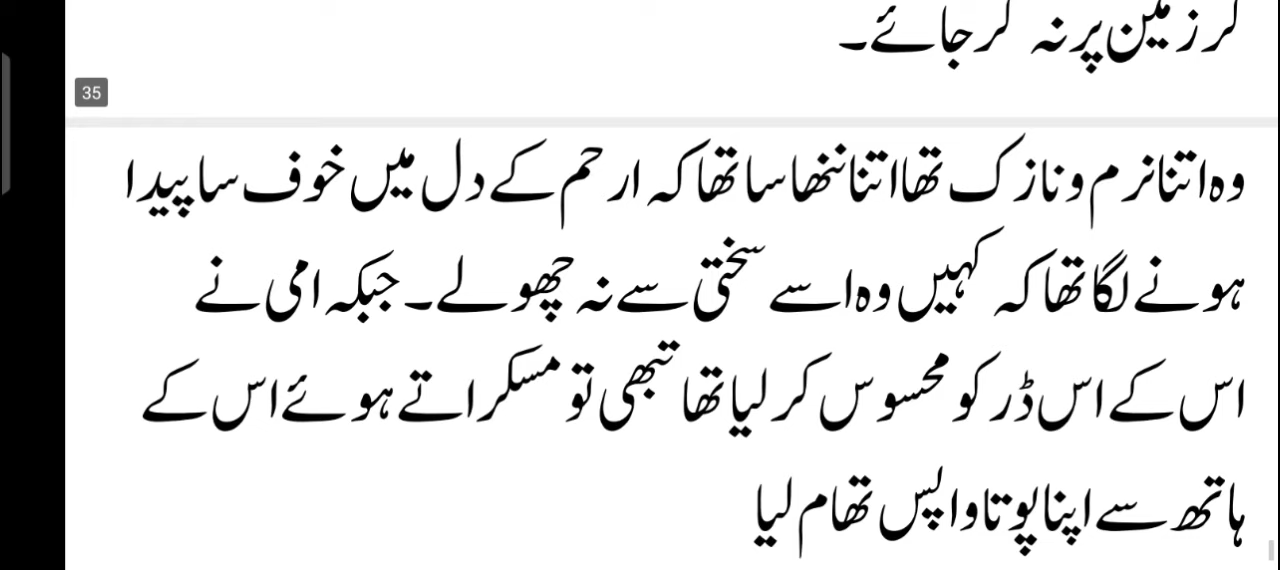 گر زمین پر نہ گر جائے۔
35
وہ اتنا نرم و نازک تھا اتنا ننھا سا تھا کہ ارحم کے دل میں خوف سا پیدا
ہونے لگا تھا کہ کہیں وہ اسے سختی سے نہ چھولے۔ جبکہ امی نے
اس کے اس ڈر کو محسوس کر لیا تھا تبھی تو مسکراتے ہوئے اس کے
ہاتھ سے اپنا پوتا واپس تھام لیا